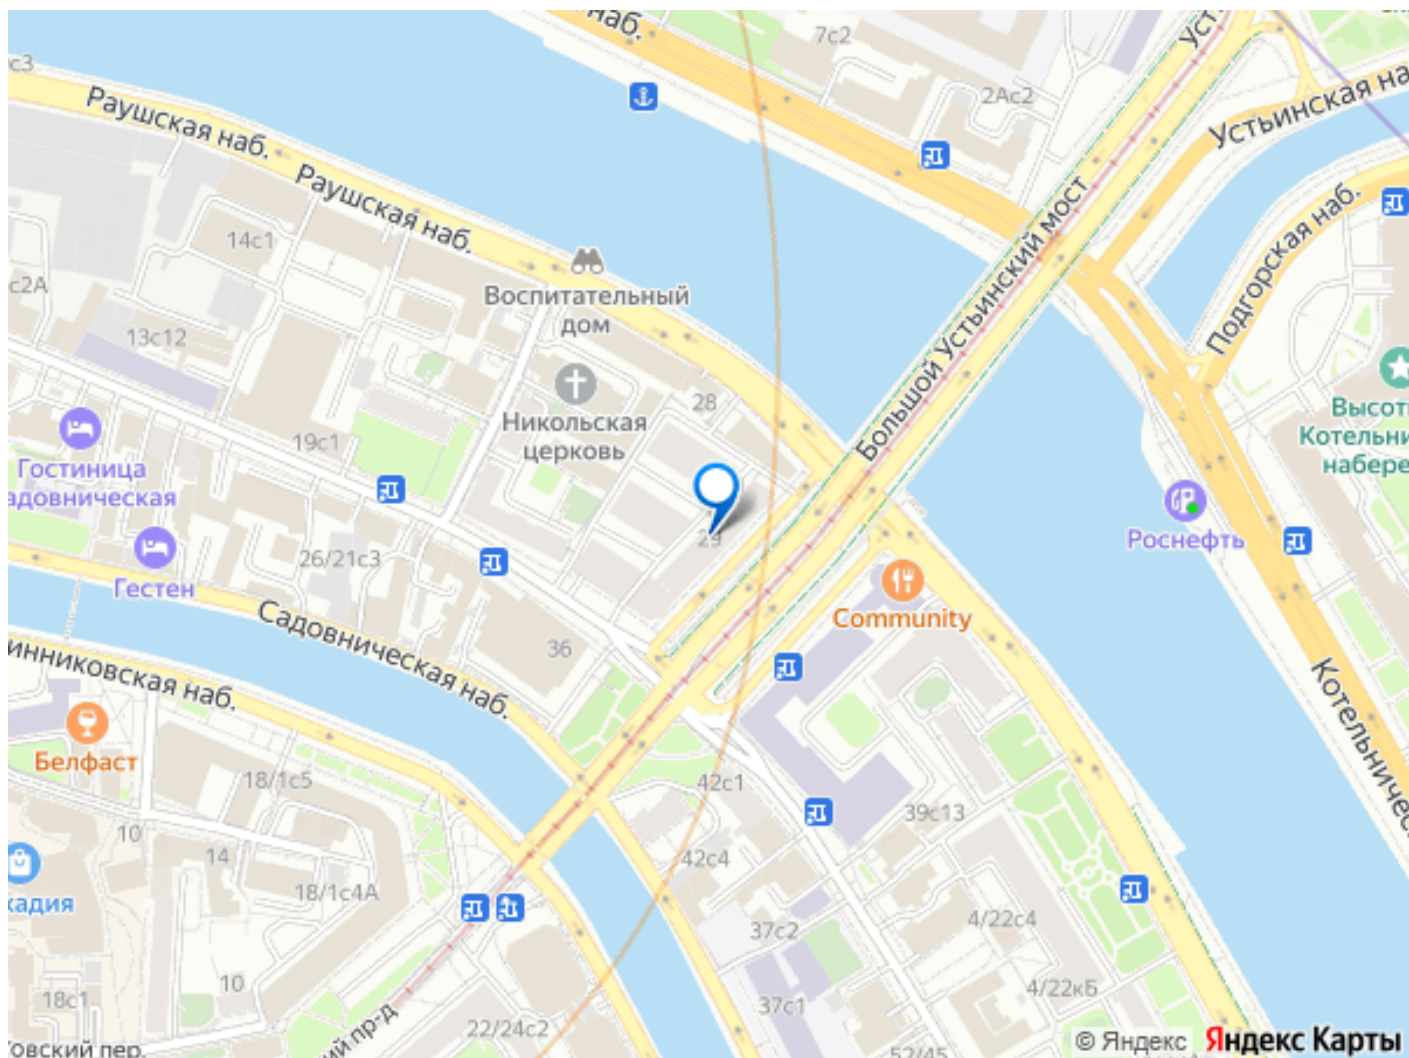 наб.
7с2
2Ас2
Устьинская на
с3
Раушская наб.
Раушская наб.
14с1
с2А
13с12
Воспитательный
дом
Большой Устьинский мост
Подгорская наб.
Никольская
церковь
28
19с1
Гостиница
адовническая
29
26/21с3
Гестен
Садовническая наб.
36
Community
Роснефть
Высот
Котельни
набере
Котельничес
инниковская наб.
Белфаст
18/1с5
10
14
18/1с4А
кадия
42с1
42с4
39с13
37с2
37с1
4/22с4
4/22к6
10
18с1
22/24с2
ий пр-д
овский пер.
52/45
© Яндекс Яндекс Карты